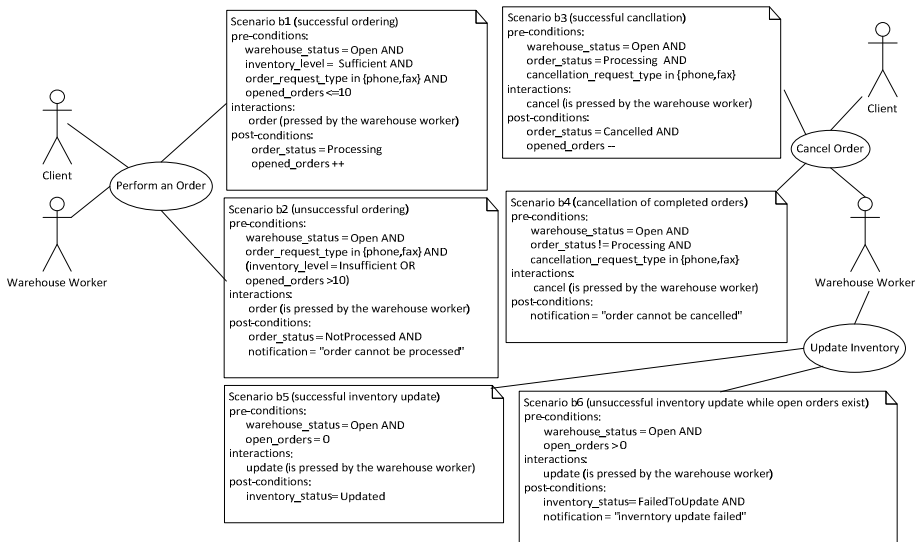 Scenario b1 (successful ordering)
pre-conditions:
warehouse_status = Open AND
inventory_level = Sufficient AND
order_request_type in {phone,fax} AND
opened_orders <=10
interactions:
order (pressed by the warehouse worker)
post-conditions:
order_status = Processing
opened_orders ++
Scenario b3 (successful cancllation)
pre-conditions:
warehouse_status = Open AND
order_status = Processing AND
cancellation_request_type in {phone,fax}
interactions:
cancel (is pressed by the warehouse worker)
post-conditions:
order_status = Cancelled AND
opened_orders --
Client
Perform an Order
Warehouse Worker
Client
Cancel Order
Warehouse Worker
Update Inventory
Scenario b2 (unsuccessful ordering)
pre-conditions:
warehouse_status = Open AND
order_request_type in {phone,fax} AND
(inventory_level = Insufficient OR
opened_orders >10)
interactions:
order (is pressed by the warehouse worker)
post-conditions:
order_status = NotProcessed AND
notification = "order cannot be processed"
Scenario b4 (cancellation of completed orders)
pre-conditions:
warehouse_status = Open AND
order_status != Processing AND
cancellation_request_type in {phone,fax}
interactions:
cancel (is pressed by the warehouse worker)
post-conditions:
notification = "order cannot be cancelled"
Scenario b5 (successful inventory update)
pre-conditions:
warehouse_status = Open AND
open_orders = 0
interactions:
update (is pressed by the warehouse worker)
post-conditions:
inventory_status= Updated
Scenario b6 (unsuccessful inventory update while open orders exist)
pre-conditions:
warehouse_status = Open AND
open_orders > 0
interactions:
update (is pressed by the warehouse worker)
post-conditions:
inventory_status= FailedToUpdate AND
notification = "inverntory update failed"